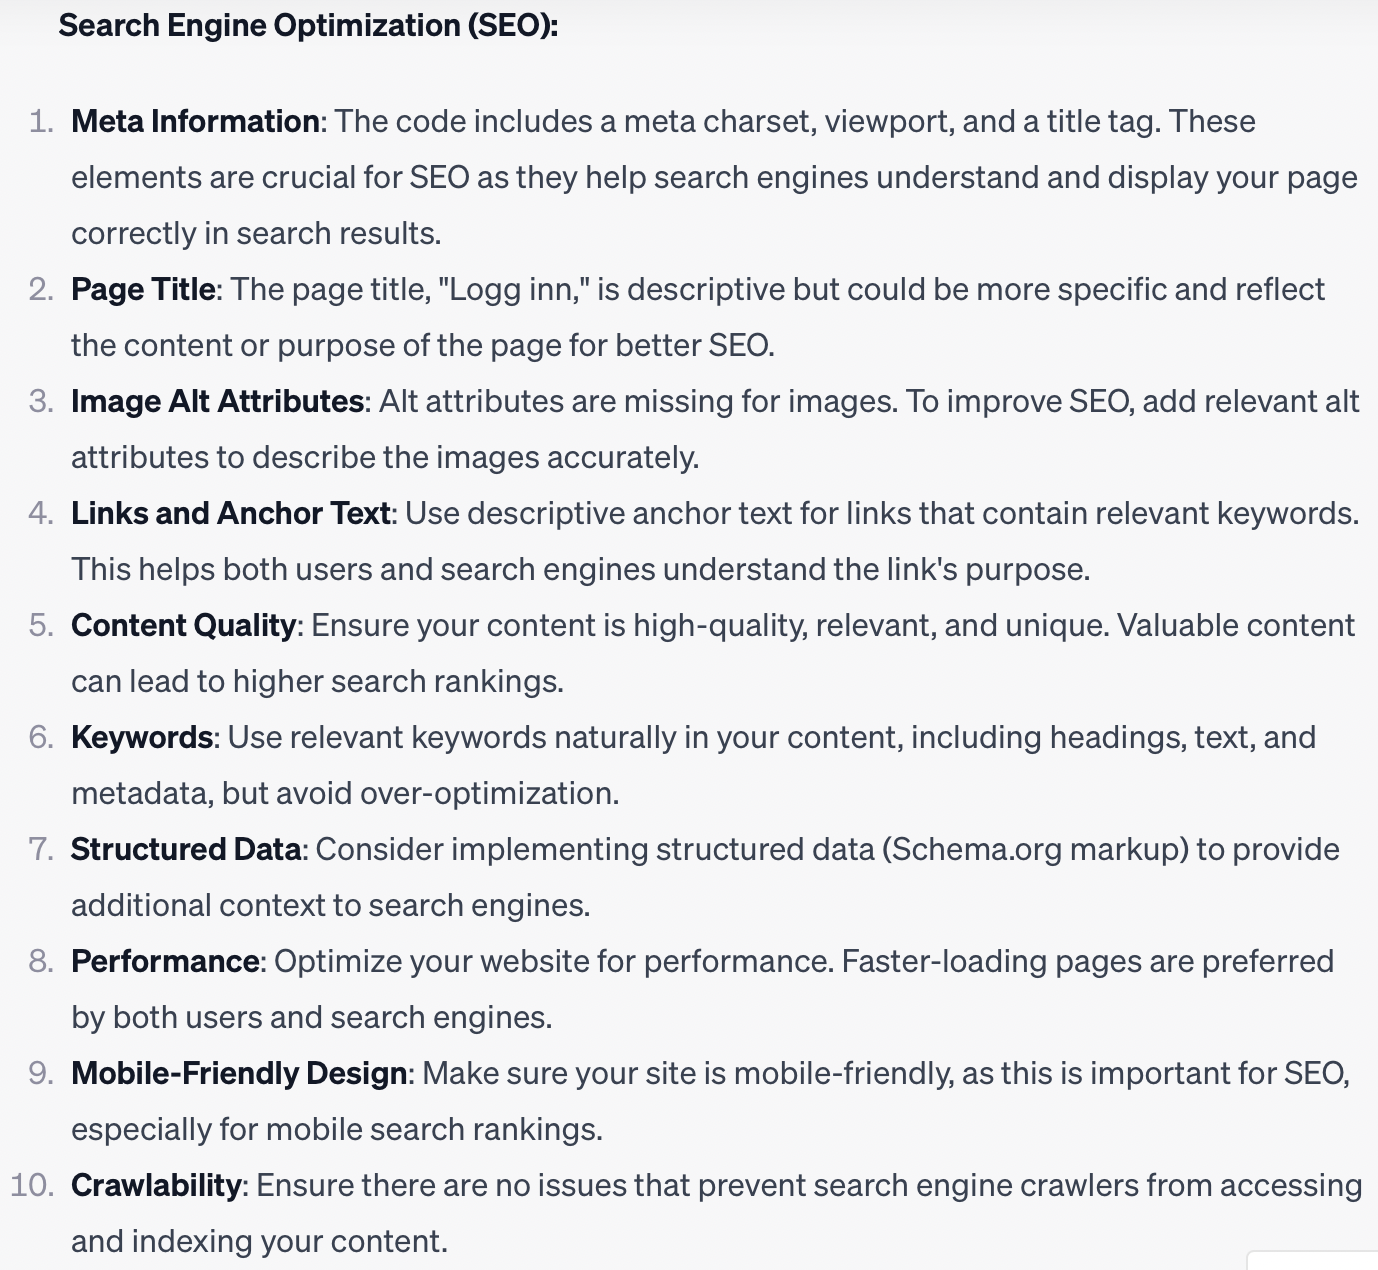 Search Engine Optimization (SEO):
1. Meta Information: The code includes a meta charset, viewport, and a title tag. These
elements are crucial for SEO as they help search engines understand and display your page
correctly in search results.
2. Page Title: The page title, "Logg inn," is descriptive but could be more specific and reflect
the content or purpose of the page for better SEO.
3. Image Alt Attributes: Alt attributes are missing for images. To improve SEO, add relevant alt
attributes to describe the images accurately.
4. Links and Anchor Text: Use descriptive anchor text for links that contain relevant keywords.
This helps both users and search engines understand the link's purpose.
5. Content Quality: Ensure your content is high-quality, relevant, and unique. Valuable content
can lead to higher search rankings.
6. Keywords: Use relevant keywords naturally in your content, including headings, text, and
metadata, but avoid over-optimization.
7. Structured Data: Consider implementing structured data (Schema.org markup) to provide
additional context to search engines.
8. Performance: Optimize your website for performance. Faster-loading pages are preferred
by both users and search engines.
9. Mobile-Friendly Design: Make sure your site is mobile-friendly, as this is important for SEO,
especially for mobile search rankings.
10. Crawlability: Ensure there are no issues that prevent search engine crawlers from accessing
and indexing your content.